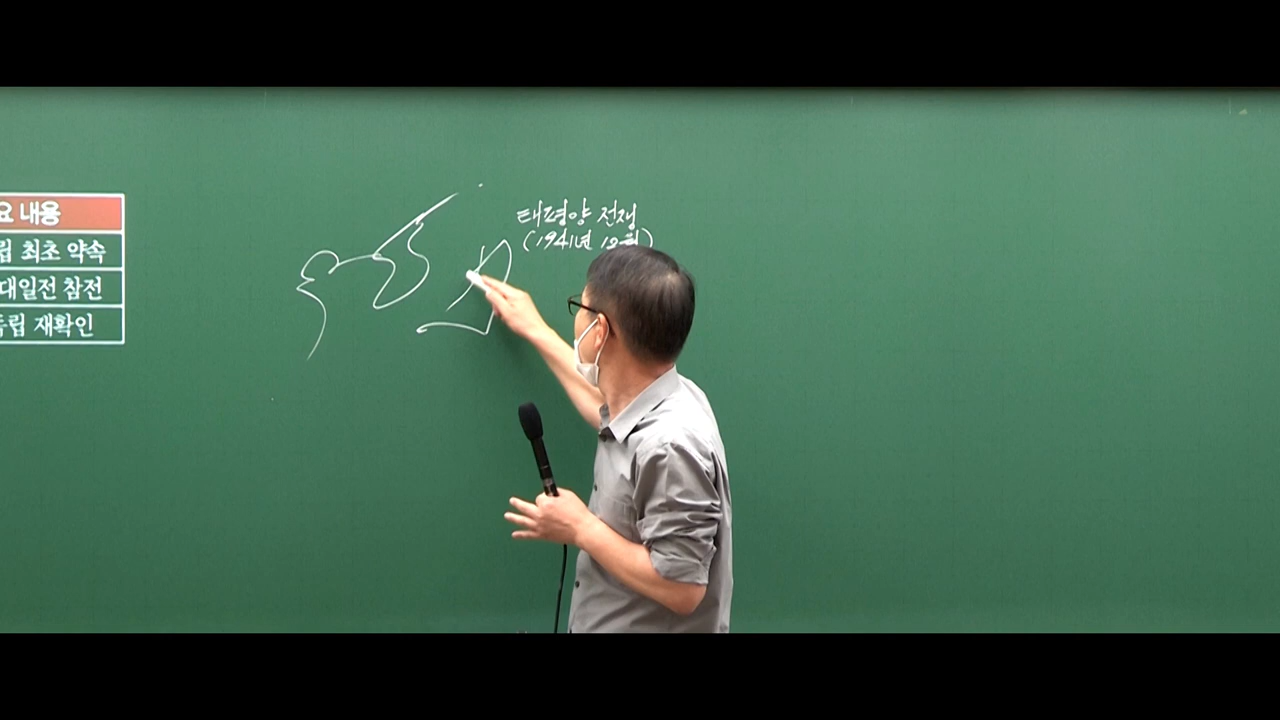 요 내용
립 최초 약속
대일전 참전
독립 재확인
태평양 전쟁
(1941년 12월)